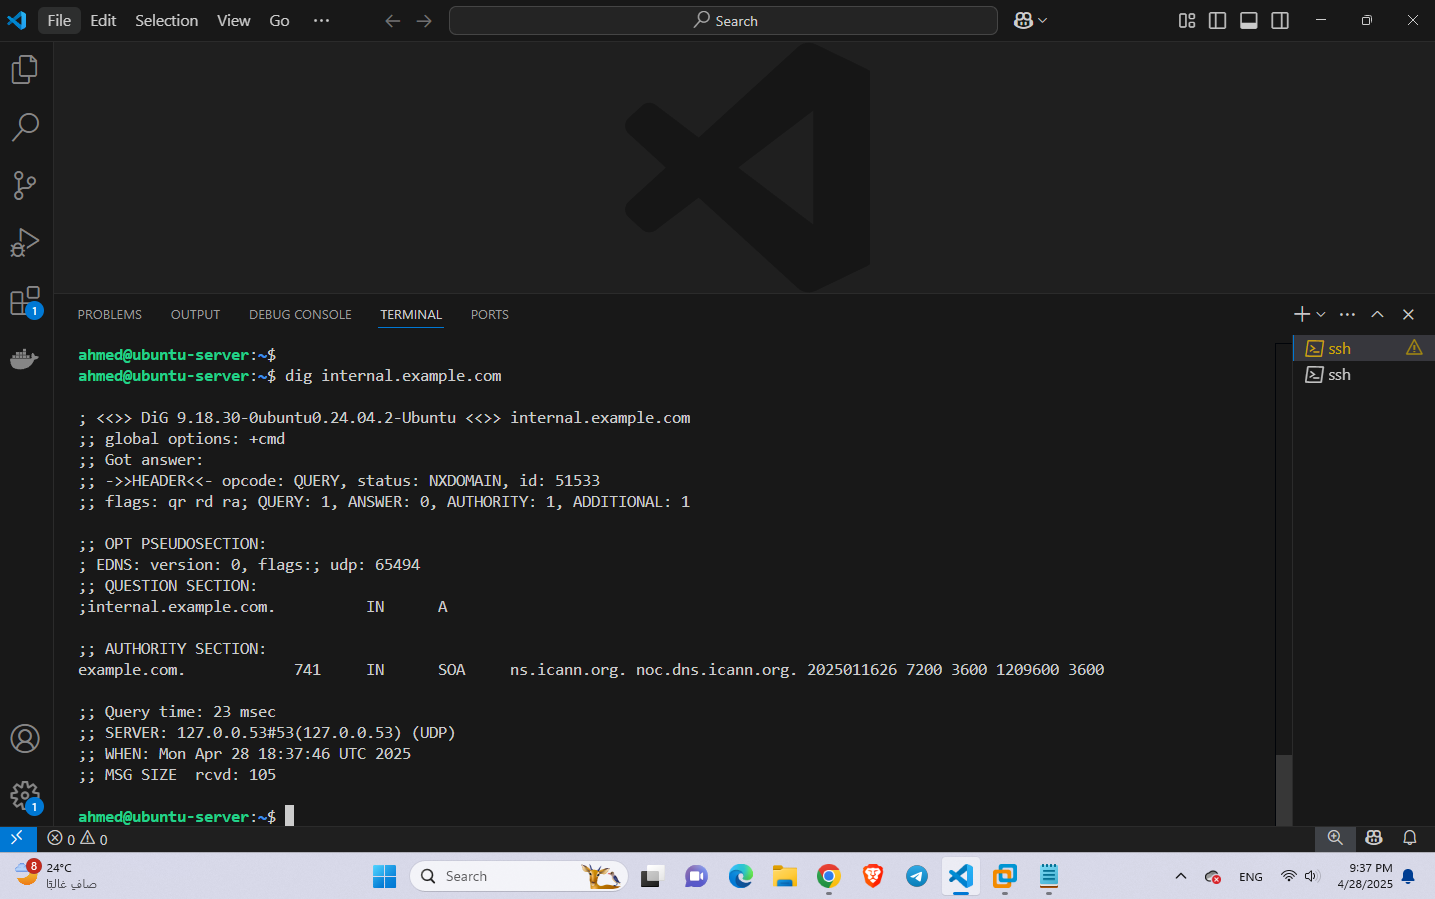 File Edit Selection View Go ···
Search
PROBLEMS OUTPUT DEBUG CONSOLE TERMINAL PORTS
ssh
ssh
ahmed@ubuntu-server:~$
ahmed@ubuntu-server:~$ dig internal.example.com
; <<>> DiG 9.18.30-0ubuntu0.24.04.2-Ubuntu <<>> internal.example.com
;; global options: +cmd
;; Got answer:
;; ->>HEADER<<- opcode: QUERY, status: NXDOMAIN, id: 51533
;; flags: qr rd ra; QUERY: 1, ANSWER: 0, AUTHORITY: 1, ADDITIONAL: 1
;; OPT PSEUDOSECTION:
; EDNS: version: 0, flags:; udp: 65494
;; QUESTION SECTION:
;internal.example.com. IN A
;; AUTHORITY SECTION:
example.com. 741 IN SOA ns.icann.org. noc.dns.icann.org. 2025011626 7200 3600 1209600 3600
;; Query time: 23 msec
;; SERVER: 127.0.0.53#53(127.0.0.53) (UDP)
;; WHEN: Mon Apr 28 18:37:46 UTC 2025
;; MSG SIZE  rcvd: 105
ahmed@ubuntu-server:~$
1
1
0 0
8
24°C
صافٍ غالبًا
Search
ENG
9:37 PM
4/28/2025